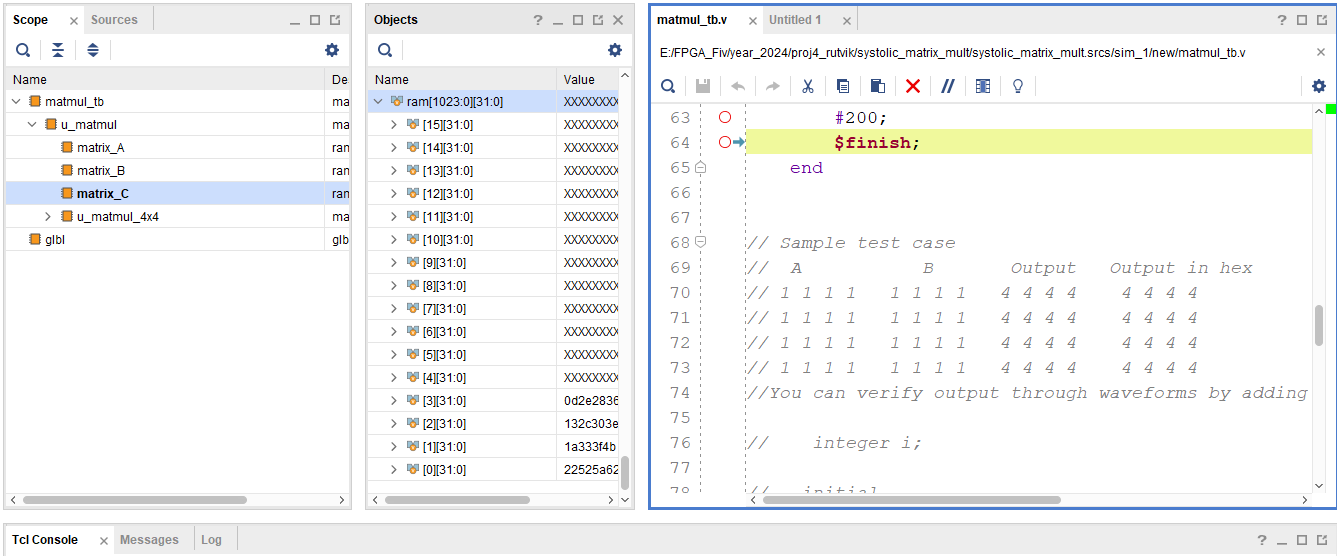 Scope × Sources
Name De
matmul_tb ma
u_matmul ma
matrix_A ran
matrix_B ran
matrix_C ran
u_matmul_4x4 ma
glbl glb
Objects
Name Value
ram[1023:0][31:0] XXXXXXXX
[15][31:0] XXXXXXXX
[14][31:0] XXXXXXXX
[13][31:0] XXXXXXXX
[12][31:0] XXXXXXXX
[11][31:0] XXXXXXXX
[10][31:0] XXXXXXXX
[9][31:0] XXXXXXXX
[8][31:0] XXXXXXXX
[7][31:0] XXXXXXXX
[6][31:0] XXXXXXXX
[5][31:0] XXXXXXXX
[4][31:0] XXXXXXXX
[3][31:0] 0d2e2836
[2][31:0] 132c303e
[1][31:0] 1a333f4b
[0][31:0] 22525a62
matmul_tb.v × Untitled 1 ×
E:/FPGA_Fiv/year_2024/proj4_rutvik/systolic_matrix_mult/systolic_matrix_mult.srcs/sim_1/new/matmul_tb.v
63 #200;
64 $finish;
65 end
66
67
68 // Sample test case
69 // A B Output Output in hex
70 // 1 1 1 1 1 1 1 1 4 4 4 4 4 4 4 4
71 // 1 1 1 1 1 1 1 1 4 4 4 4 4 4 4 4
72 // 1 1 1 1 1 1 1 1 4 4 4 4 4 4 4 4
73 // 1 1 1 1 1 1 1 1 4 4 4 4 4 4 4 4
74 //You can verify output through waveforms by adding
75
76 // integer i;
77
78 // initial
Tcl Console × Messages Log